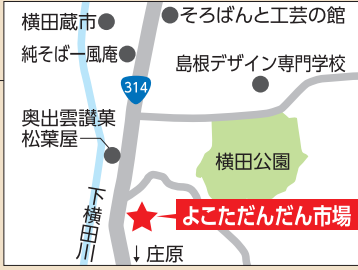 横田蔵市
そろばんと工芸の館
純そば一風庵
島根デザイン専門学校
314
奥出雲讃菓
松葉屋
横田公園
よこただんだん市場
下横田川
↓庄原